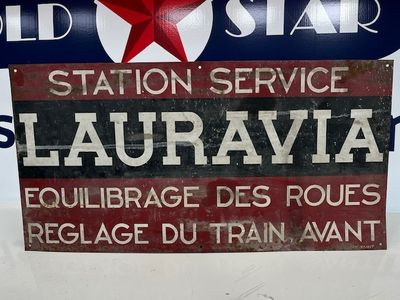 OLD STAR
STATION SERVICE
LAURAVIA
EQUILIBRAGE DES ROUES
REGLAGE DU TRAIN AVANT